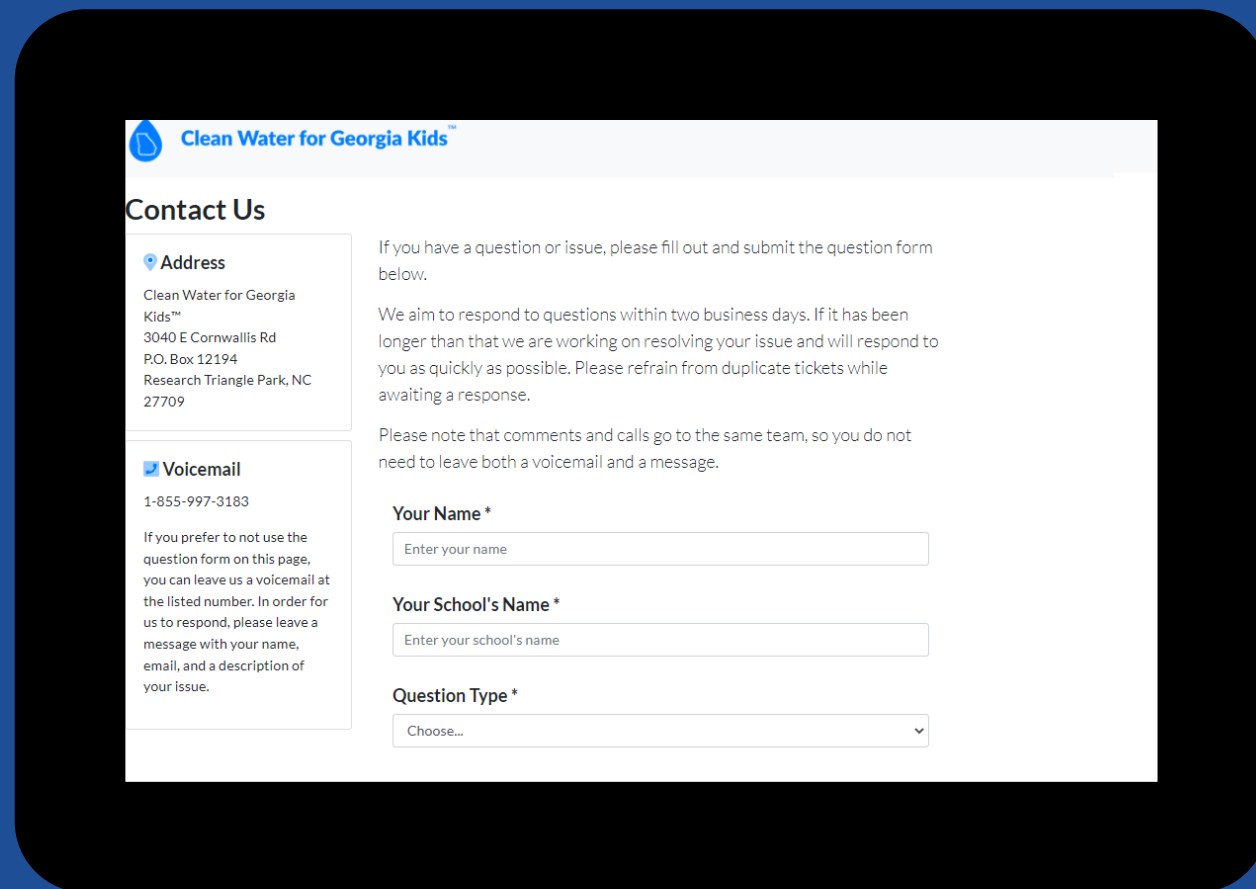 Clean Water for Georgia Kids™
Contact Us
Address
Clean Water for Georgia
Kids™
3040 E Cornwallis Rd
P.O. Box 12194
Research Triangle Park, NC
27709
Voicemail
1-855-997-3183
If you prefer to not use the
question form on this page,
you can leave us a voicemail at
the listed number. In order for
us to respond, please leave a
message with your name,
email, and a description of
your issue.
If you have a question or issue, please fill out and submit the question form
below.
We aim to respond to questions within two business days. If it has been
longer than that we are working on resolving your issue and will respond to
you as quickly as possible. Please refrain from duplicate tickets while
awaiting a response.
Please note that comments and calls go to the same team, so you do not
need to leave both a voicemail and a message.
Your Name *
Enter your name
Your School's Name *
Enter your school's name
Question Type *
Choose...